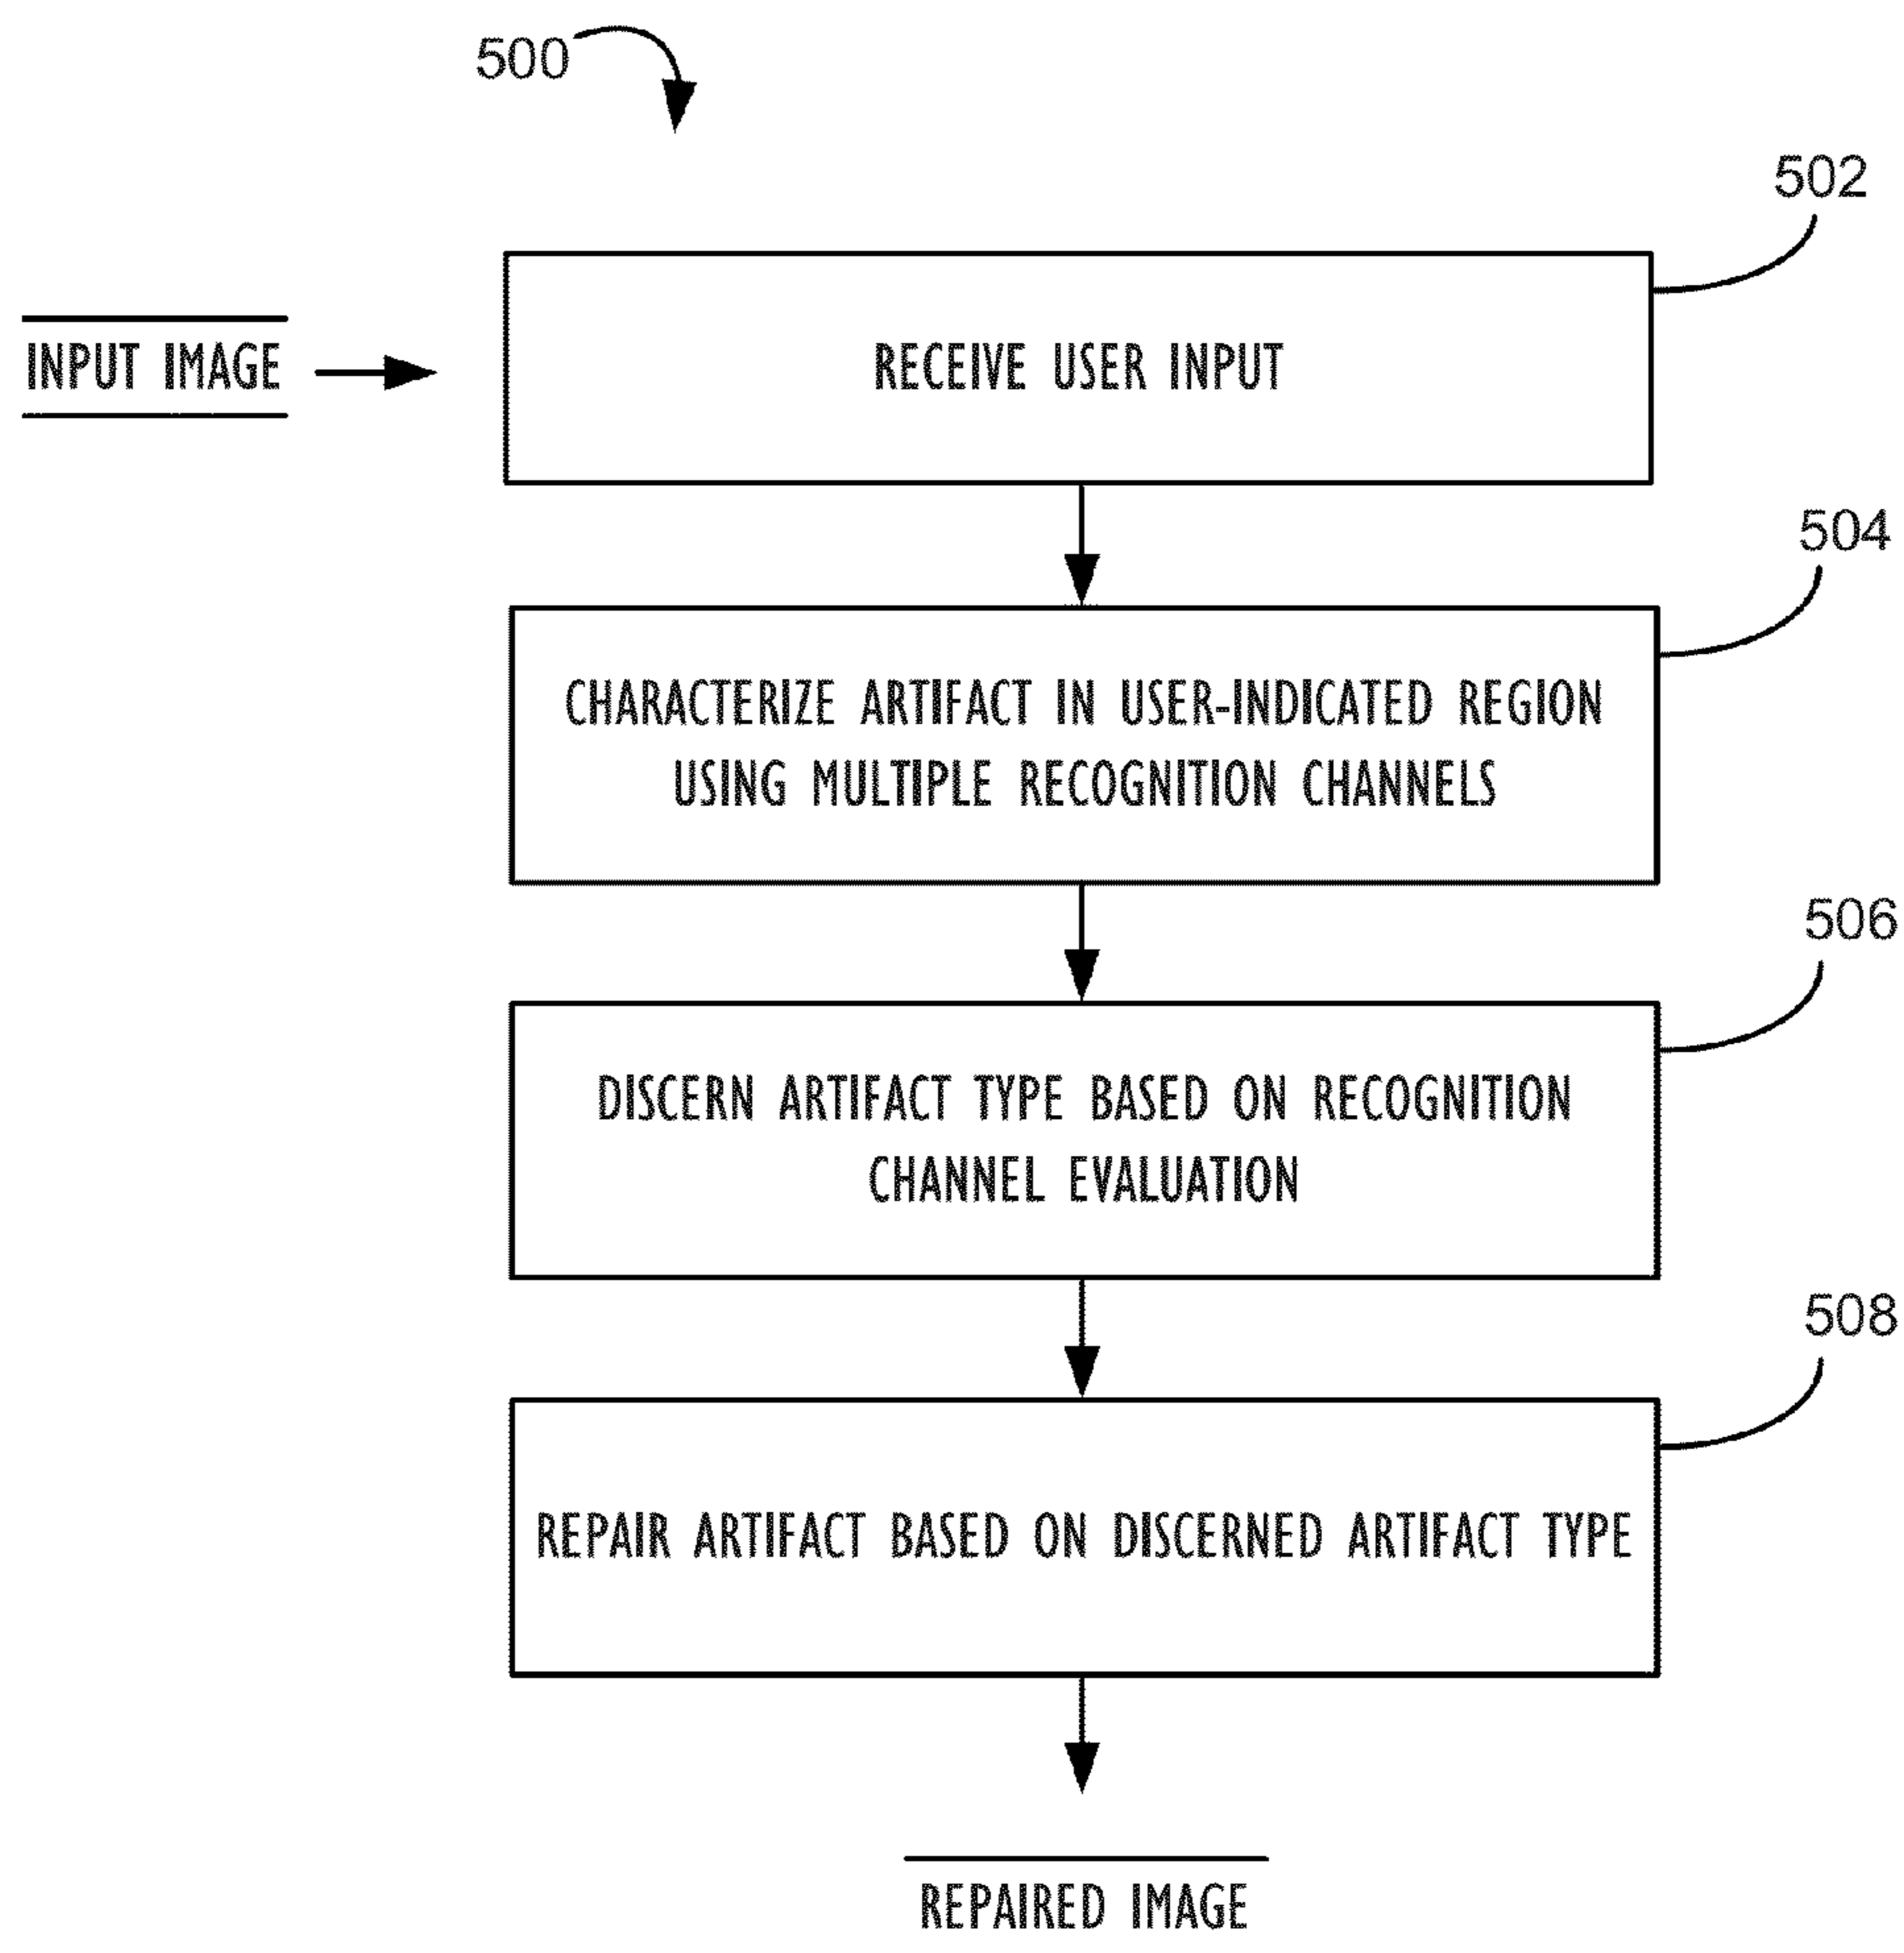 500
502
INPUT IMAGE
RECEIVE USER INPUT
504
CHARACTERIZE ARTIFACT IN USER-INDICATED REGION
USING MULTIPLE RECOGNITION CHANNELS
506
DISCERN ARTIFACT TYPE BASED ON RECOGNITION
CHANNEL EVALUATION
508
REPAIR ARTIFACT BASED ON DISCERNED ARTIFACT TYPE
REPAIRED IMAGE